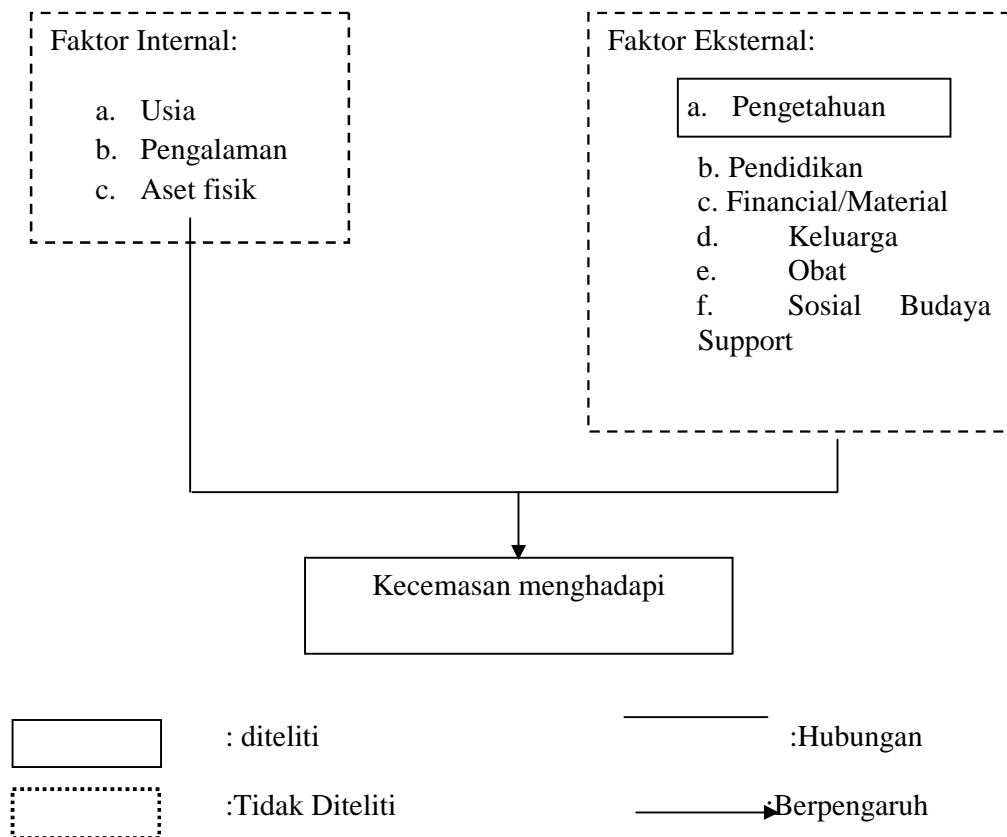 Faktor Internal:
a. Usia
b. Pengalaman
c. Aset fisik
Faktor Eksternal:
a. Pengetahuan
b. Pendidikan
c. Financial/Material
d. Keluarga
e. Obat
f. Sosial Budaya
Support
Kecemasan menghadapi
: diteliti
:Hubungan
:Tidak Diteliti
:Berpengaruh